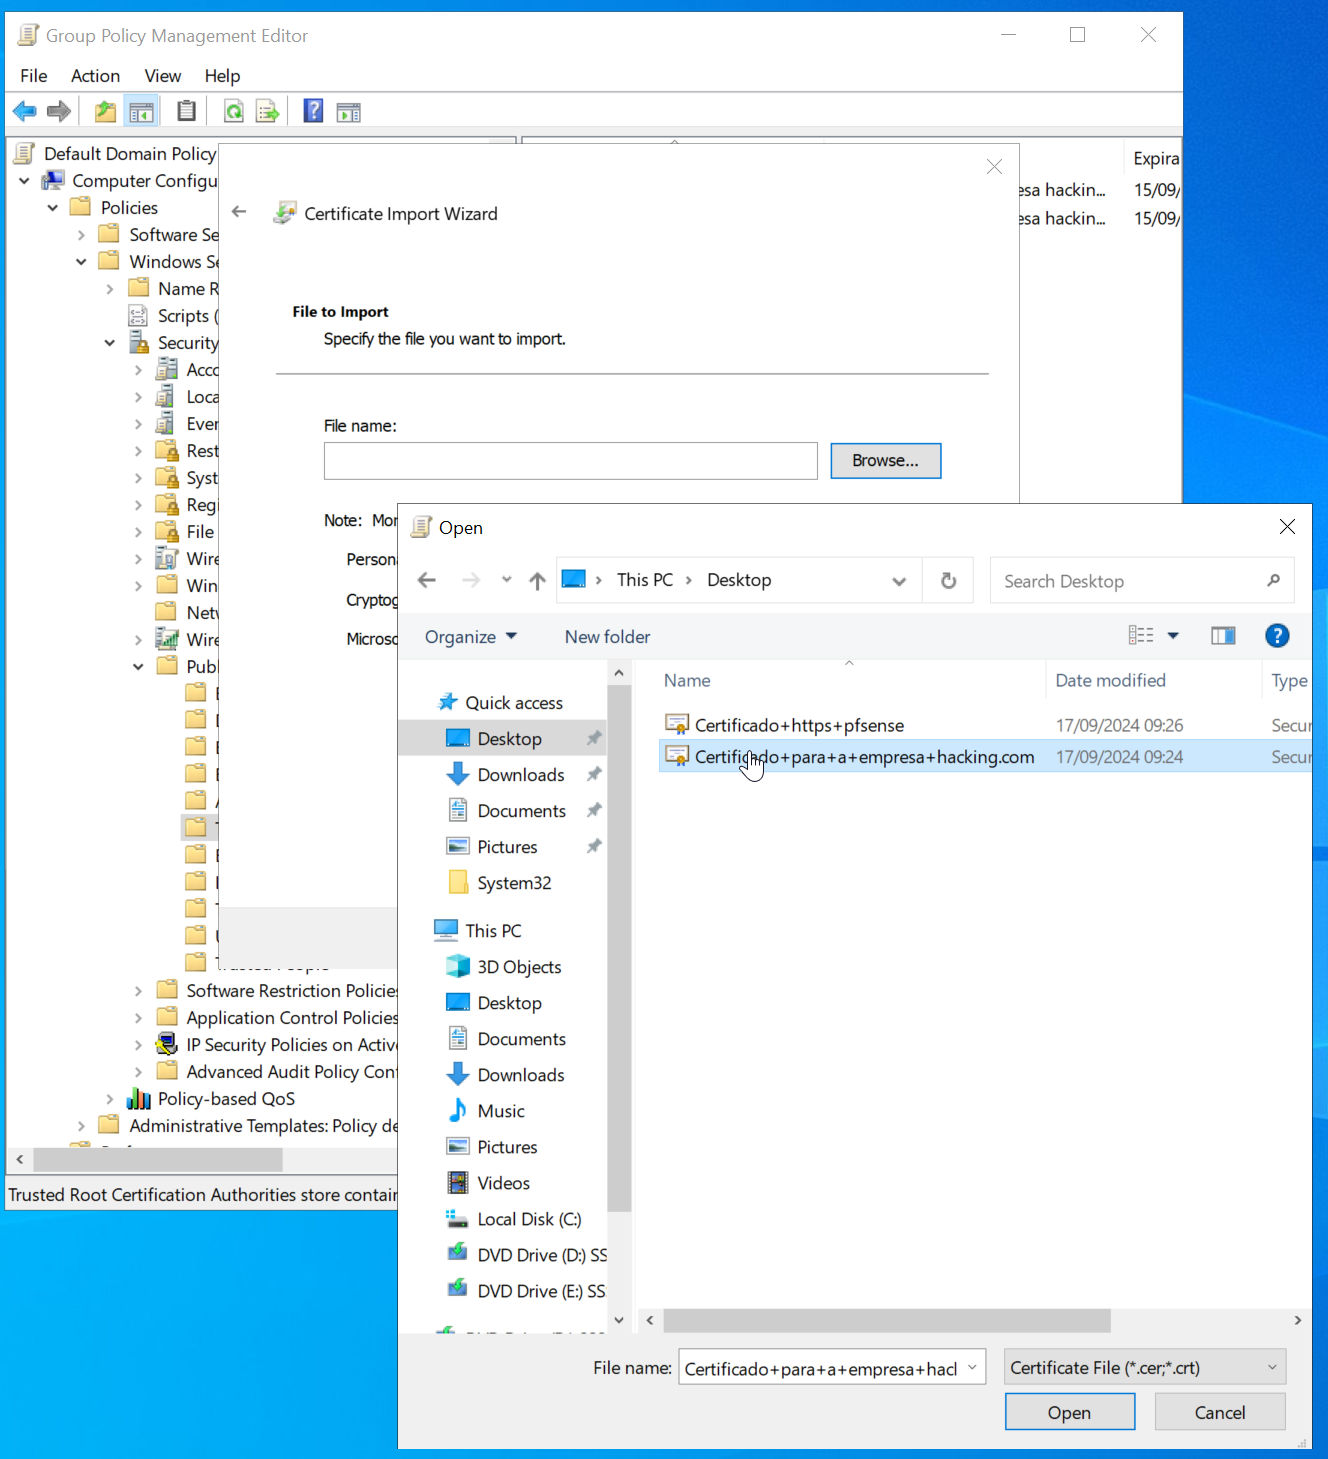 Group Policy Management Editor
File Action View Help
Default Domain Policy
Computer Configu
Policies
Software Se
Windows Se
Name R
Scripts (
Security
Acco
Loca
Ever
Rest
Syst
Regi
File
Wire
Win
Netv
Wire
Publ
Trusted People
Software Restriction Policies
Application Control Policies
IP Security Policies on Activ
Advanced Audit Policy Con
Policy-based QoS
Administrative Templates: Policy de
Trusted Root Certification Authorities store contain
Expira
esa hackin... 15/09/
esa hackin... 15/09/
Certificate Import Wizard
File to Import
Specify the file you want to import.
File name:
Browse...
Note: Mor
Persona
Cryptog
Microso
Open
This PC > Desktop
Search Desktop
Organize New folder
Name Date modified Type
Certificado+https+pfsense 17/09/2024 09:26 Secur
Certificado+para+a+empresa+hacking.com 17/09/2024 09:24 Secur
Quick access
Desktop
Downloads
Documents
Pictures
System32
This PC
3D Objects
Desktop
Documents
Downloads
Music
Pictures
Videos
Local Disk (C:)
DVD Drive (D:) SS
DVD Drive (E:) SS
File name: Certificado+para+a+empresa+hacl
Certificate File (*.cer;*.crt)
Open Cancel